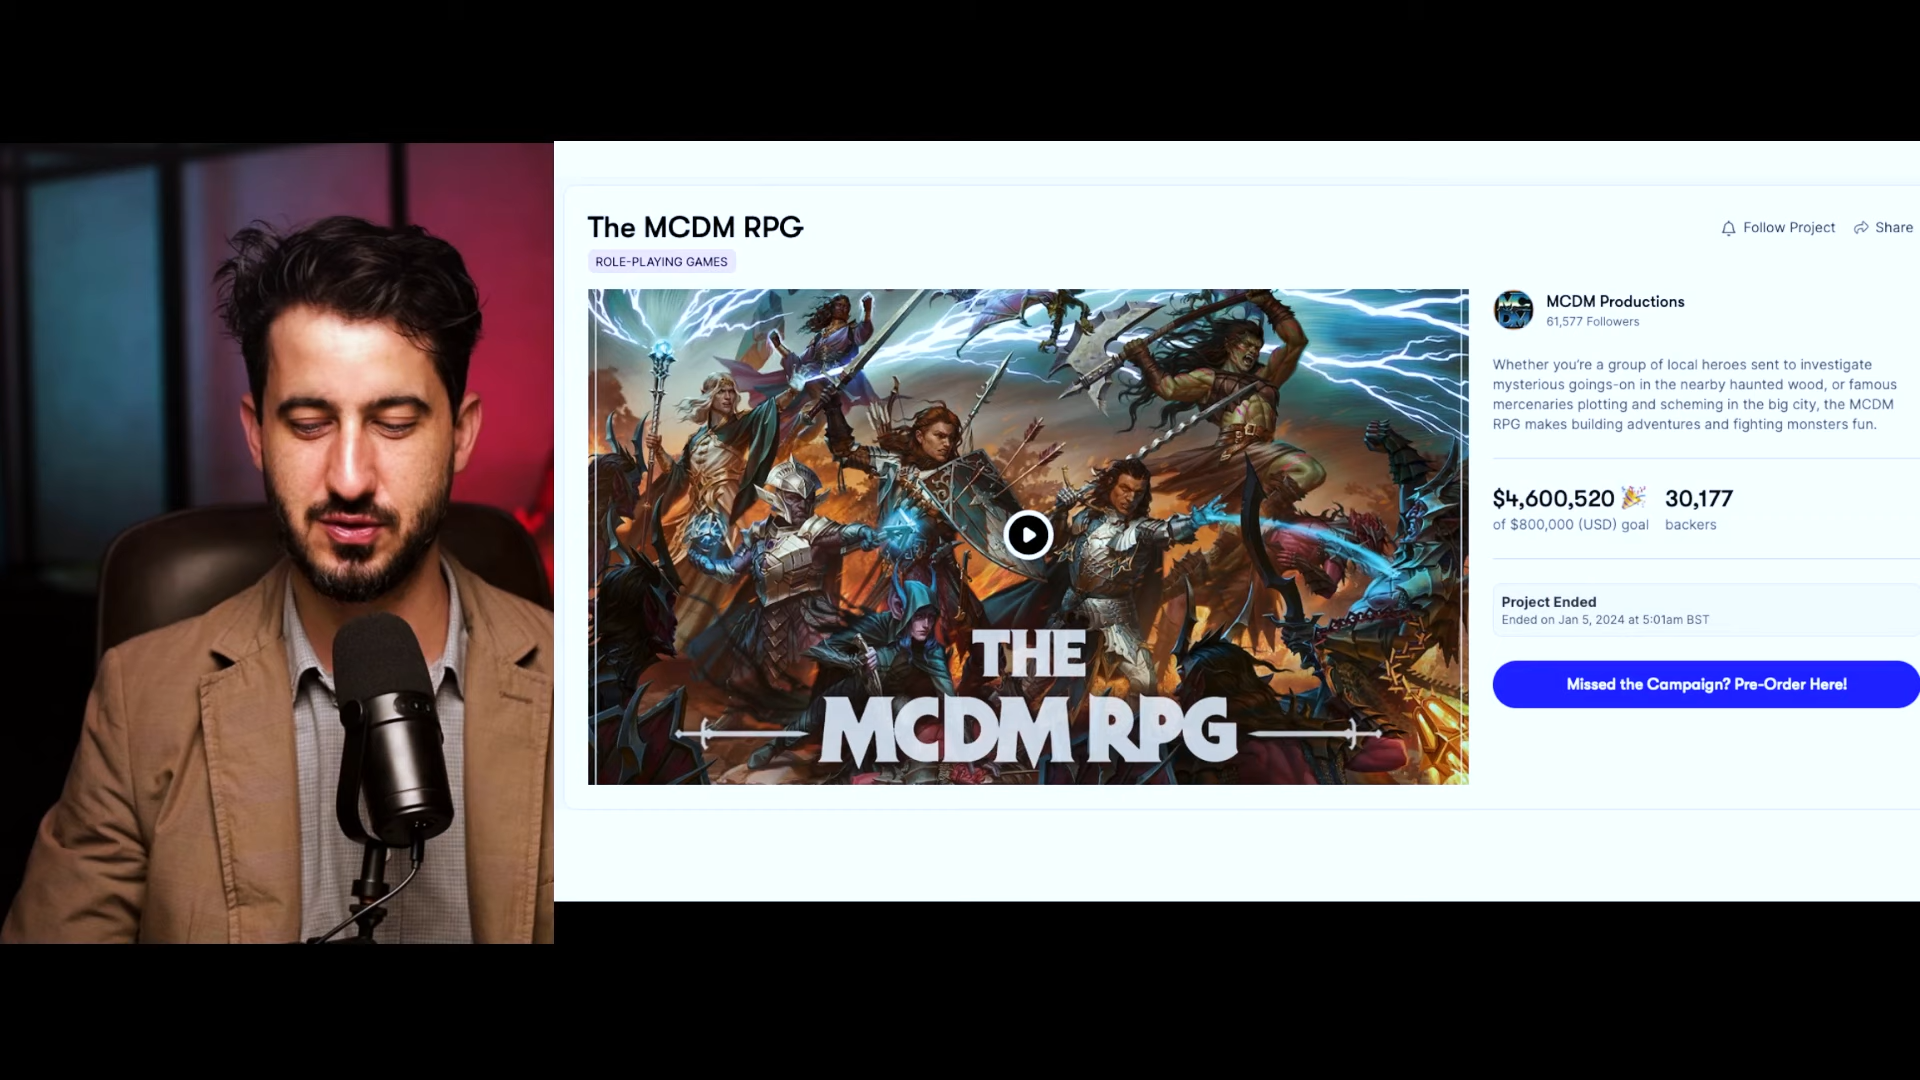 The MCDM RPG
ROLE-PLAYING GAMES
Follow Project
Share
THE
MCDM RPG
MCDM Productions
61,577 Followers
Whether you're a group of local heroes sent to investigate
mysterious goings-on in the nearby haunted wood, or famous
mercenaries plotting and scheming in the big city, the MCDM
RPG makes building adventures and fighting monsters fun.
$4,600,520 🎉 30,177
of $800,000 (USD) goal backers
Project Ended
Ended on Jan 5, 2024 at 5:01am BST
Missed the Campaign? Pre-Order Here!
MC
DM